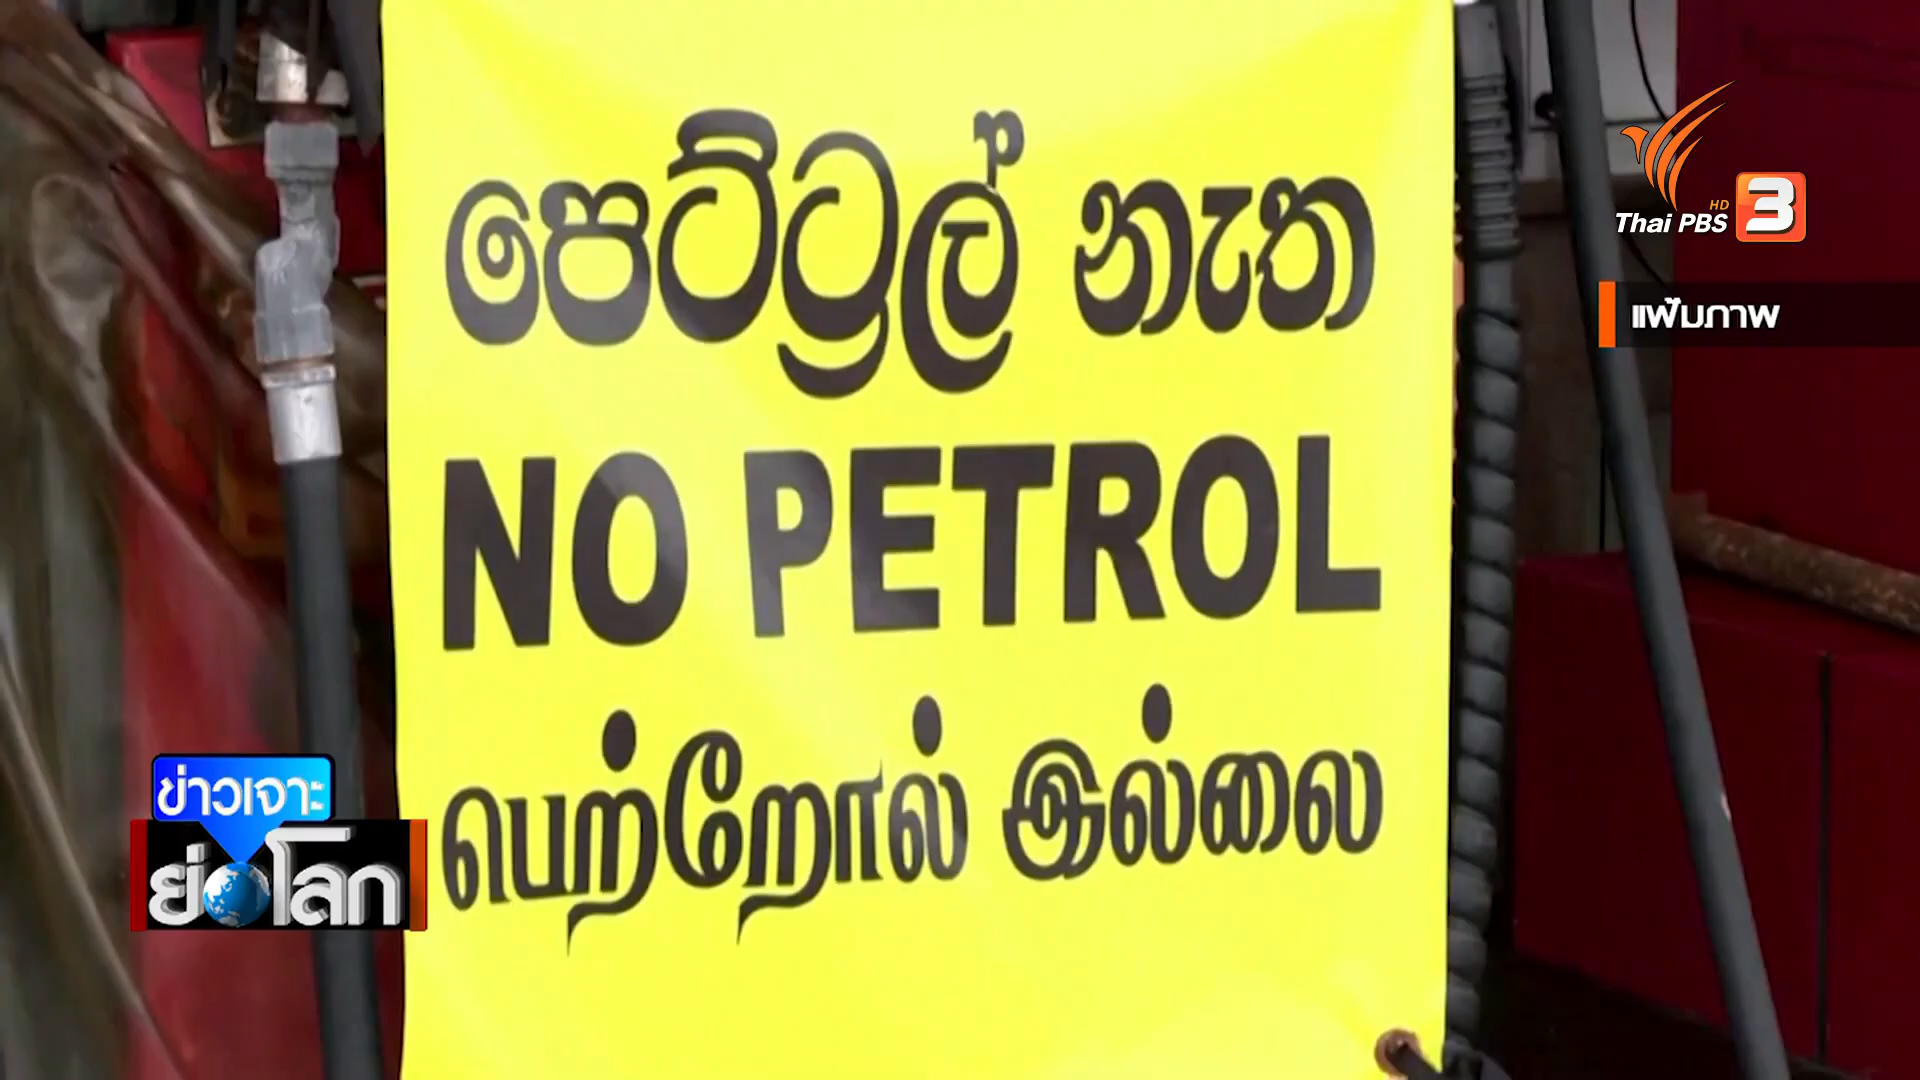 පෙට්ට්‍රල් නැත
NO PETROL
பெற்றோல் இல்லை
HD
Thai PBS 3
แฟ้มภาพ
ข่าวเจาะ
ย่อโลก